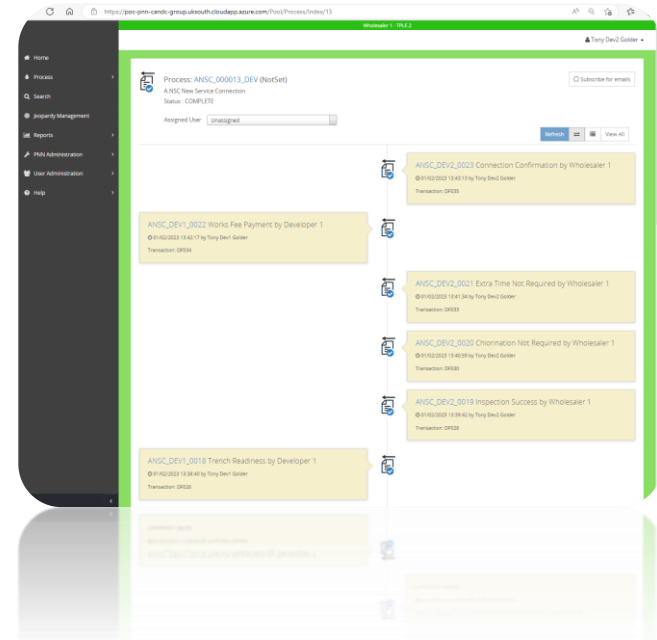 https://poc-pnn-candc-group.uksouth.cloudapp.azure.com/Pool/Process/Index/13
Wholesaler 1 - TPLE.2
Tony Dev2 Golder
Home
Process
Search
Jeopardy Management
Reports
PNN Administration
User Administration
Help
Process: ANSC_000013_DEV (NotSet)
A.NSC New Service Connection
Status : COMPLETE
Assigned User Unassigned
Subscribe for emails
Refresh View All
ANSC_DEV2_0023 Connection Confirmation by Wholesaler 1
01/02/2023 13:43:13 by Tony Dev2 Golder
Transaction: DFD35
ANSC_DEV1_0022 Works Fee Payment by Developer 1
01/02/2023 13:42:17 by Tony Dev1 Golder
Transaction: DFD34
ANSC_DEV2_0021 Extra Time Not Required by Wholesaler 1
01/02/2023 13:41:34 by Tony Dev2 Golder
Transaction: DFD33
ANSC_DEV2_0020 Chlorination Not Required by Wholesaler 1
01/02/2023 13:40:59 by Tony Dev2 Golder
Transaction: DFD30
ANSC_DEV2_0019 Inspection Success by Wholesaler 1
01/02/2023 13:39:42 by Tony Dev2 Golder
Transaction: DFD28
ANSC_DEV1_0018 Trench Readiness by Developer 1
01/02/2023 13:38:40 by Tony Dev1 Golder
Transaction: DFD26